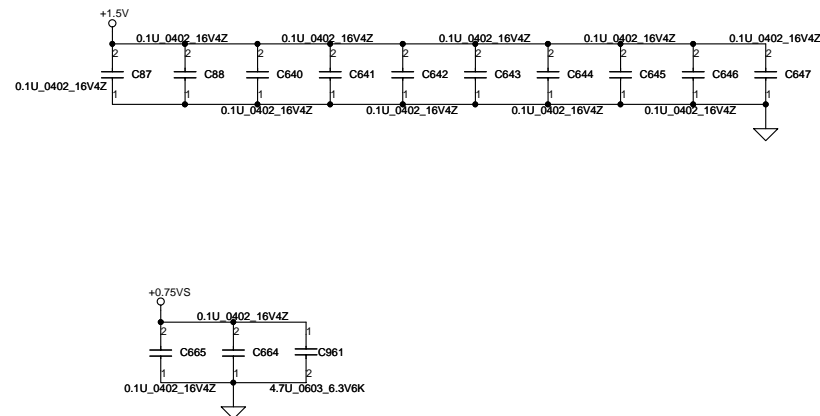 +1.5V
0.1U_0402_16V4Z 0.1U_0402_16V4Z 0.1U_0402_16V4Z 0.1U_0402_16V4Z 0.1U_0402_16V4Z
2 2 2 2 2 2 2 2 2 2
C87 C88 C640 C641 C642 C643 C644 C645 C646 C647
0.1U_0402_16V4Z
1 1 1 1 1 1 1 1 1 1
0.1U_0402_16V4Z 0.1U_0402_16V4Z 0.1U_0402_16V4Z 0.1U_0402_16V4Z
+0.75VS
0.1U_0402_16V4Z
2 2 1
C665 C664 C961
1 1 2
0.1U_0402_16V4Z 4.7U_0603_6.3V6K